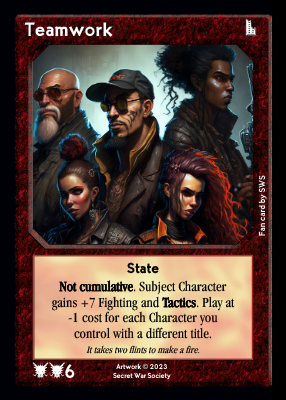 Teamwork
Fan card by SWS
State
Not cumulative. Subject Character
gains +7 Fighting and Tactics. Play at
-1 cost for each Character you
control with a different title.
It takes two flints to make a fire.
6
Artwork © 2023
Secret War Society